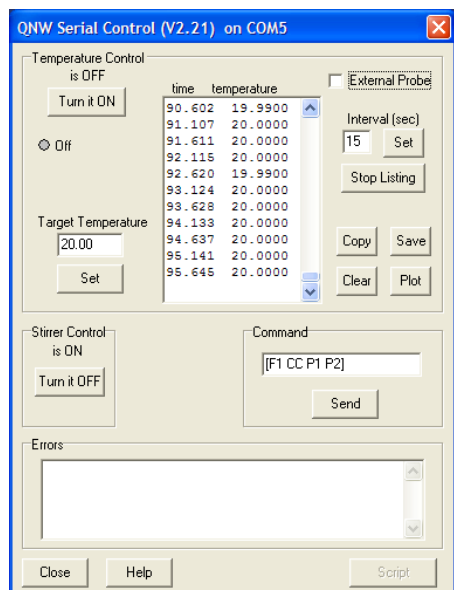 QNW Serial Control (V2.21) on COM5
Temperature Control
is OFF
Turn it ON
Off
Target Temperature
20.00
Set
time temperature
90.602 19.9900
91.107 20.0000
91.611 20.0000
92.115 20.0000
92.620 19.9900
93.124 20.0000
93.628 20.0000
94.133 20.0000
94.637 20.0000
95.141 20.0000
95.645 20.0000
External Probe
Interval (sec)
15 Set
Stop Listing
Copy Save
Clear Plot
Stirrer Control
is ON
Turn it OFF
Command
[F1 CC P1 P2]
Send
Errors
Close Help Script